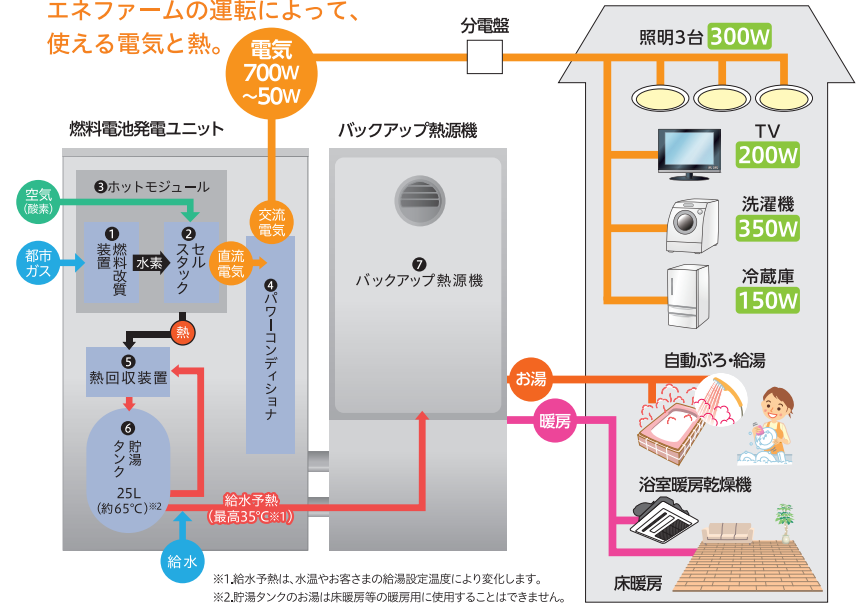 エネファームの運転によって、
使える電気と熱。
電気
700W
～50W
分電盤
照明3台 300W
TV
200W
洗濯機
350W
冷蔵庫
150W
燃料電池発電ユニット
バックアップ熱源機
❸ホットモジュール
空気
(酸素)
都市
ガス
❶
燃料改質
装置
水素
❷
セル
スタック
直流
電気
交流
電気
❹
パワーコンディショナ
熱
❺
熱回収装置
❻
貯湯
タンク
25L
(約65℃)※2
給水予熱
(最高35℃※1)
給水
❼
バックアップ熱源機
お湯
暖房
自動ぶろ・給湯
浴室暖房乾燥機
床暖房
※1.給水予熱は、水温やお客さまの給湯設定温度により変化します。
※2.貯湯タンクのお湯は床暖房等の暖房用に使用することはできません。